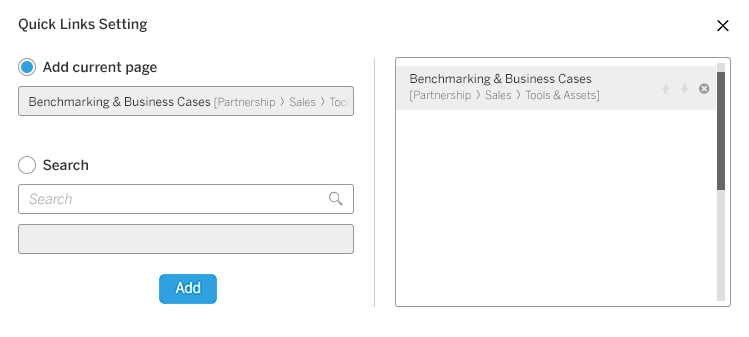 Quick Links Setting
Add current page
Benchmarking & Business Cases [Partnership > Sales > Too
Search
Search
Add
Benchmarking & Business Cases
[Partnership > Sales > Tools & Assets]